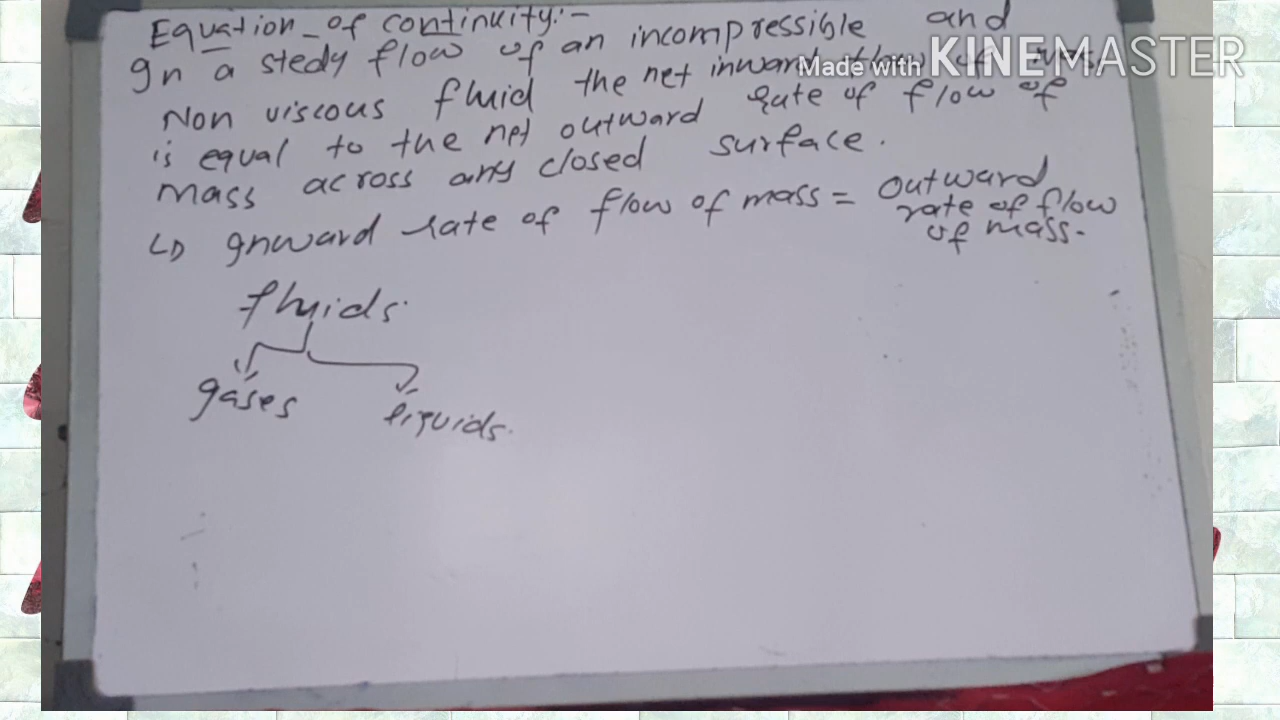 Equation of continuity:-
In a stedy flow of an incompressible and
Non viscous fluid the net inward flow of
is equal to the net outward rate of flow of
mass across any closed surface.
↳ Inward rate of flow of mass = outward
rate of flow
of mass.
fluids.
gases liquids.
Made with KINEMASTER